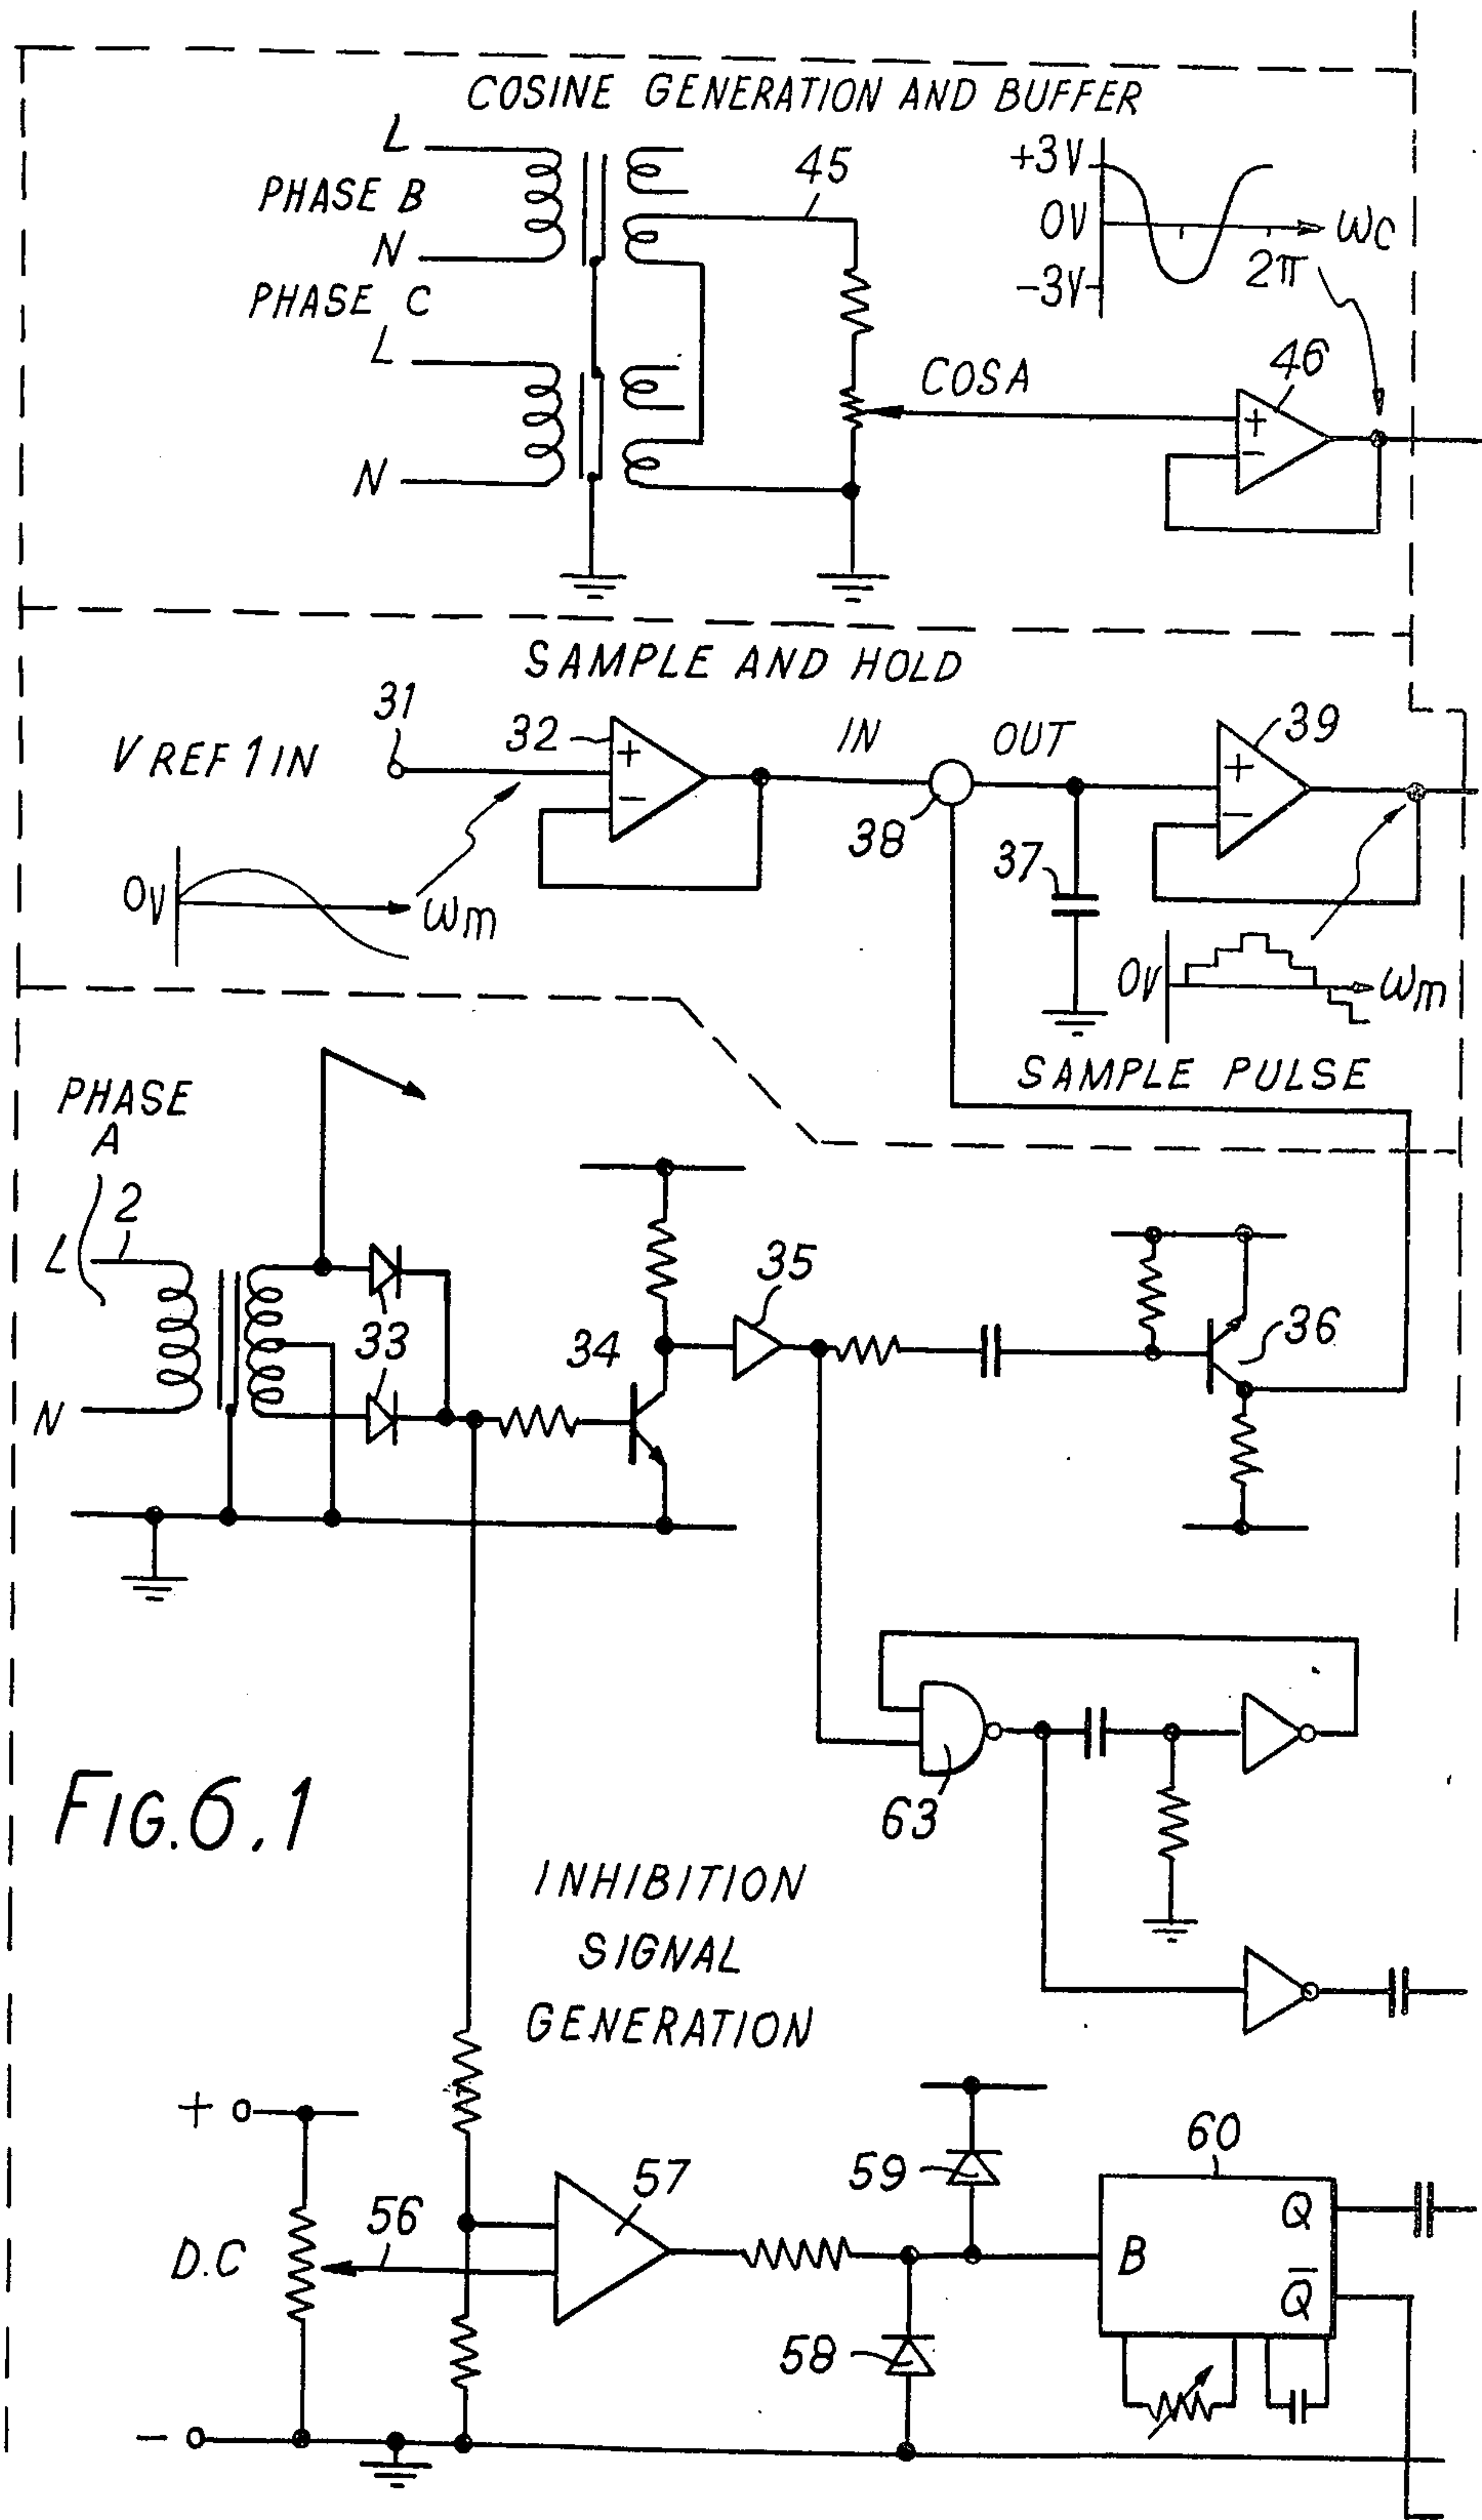 COSINE GENERATION AND BUFFER
L
PHASE B
N
45
+3V
0V
-3V
ωc
2π
PHASE C
L
N
COSA
46
+
-
SAMPLE AND HOLD
V REF 1 IN
31
32
+
-
IN
OUT
38
37
39
+
-
0V
ωm
0V
ωm
SAMPLE PULSE
PHASE
A
L
2
N
33
34
35
36
63
FIG.6.1
INHIBITION
SIGNAL
GENERATION
+
D.C
-
56
57
58
59
60
B
Q
Q̅